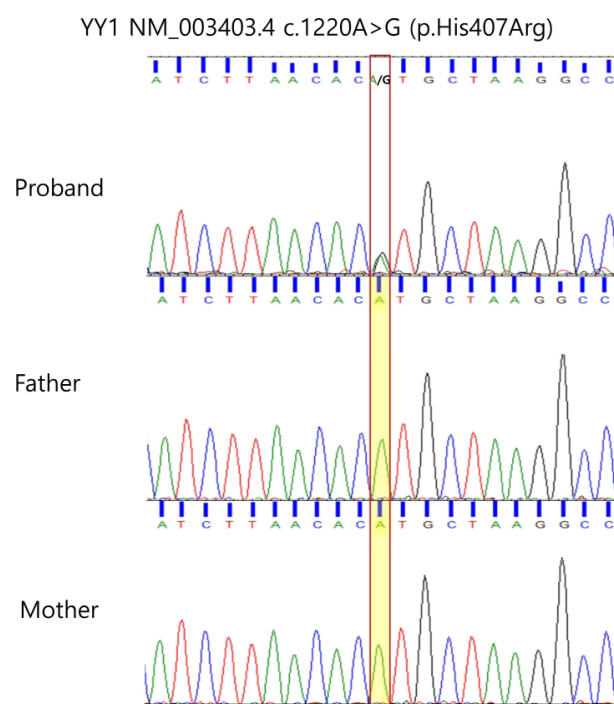 YY1 NM_003403.4 c.1220A>G (p.His407Arg)
A T C T T A A C A C A/G T G C T A A G G C C
Proband
A T C T T A A C A C A T G C T A A G G C C
Father
A T C T T A A C A C A T G C T A A G G C C
Mother